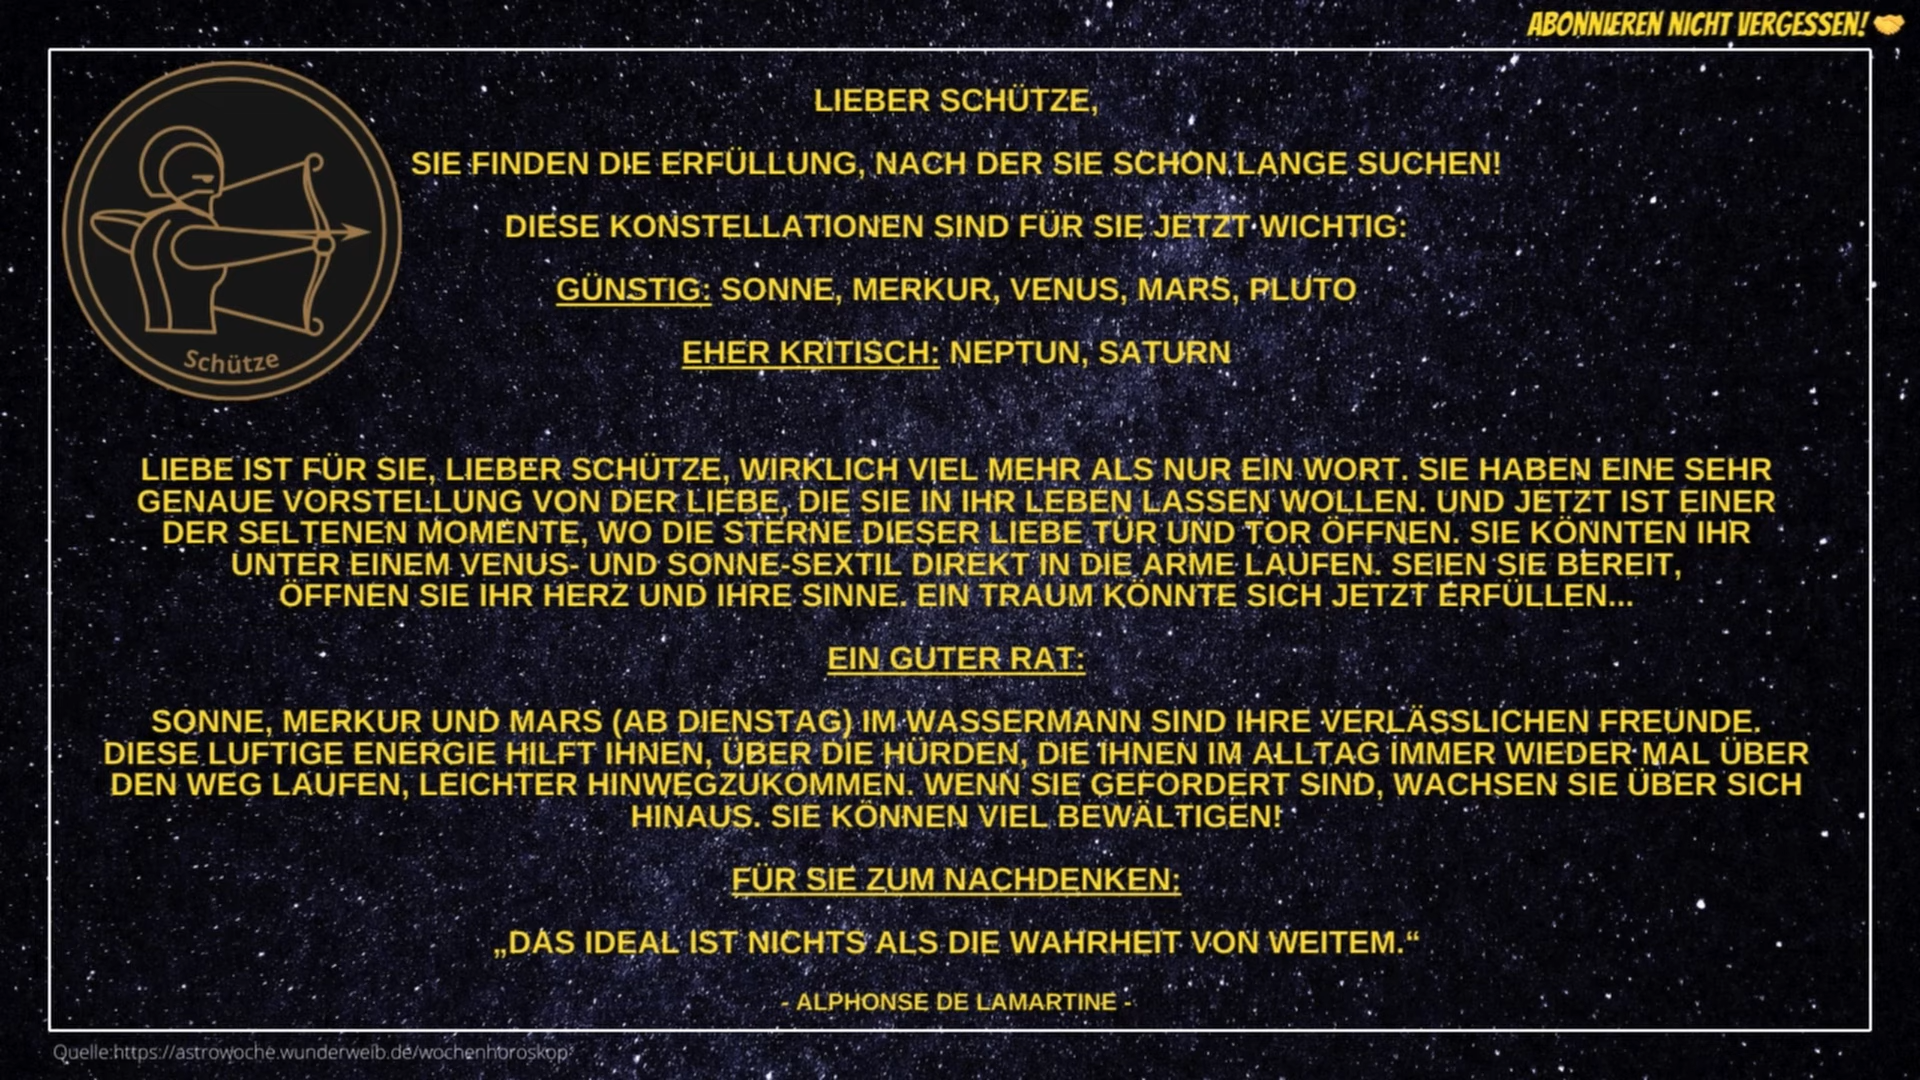 ABONNIEREN NICHT VERGESSEN!
LIEBER SCHÜTZE,
SIE FINDEN DIE ERFÜLLUNG, NACH DER SIE SCHON LANGE SUCHEN!
DIESE KONSTELLATIONEN SIND FÜR SIE JETZT WICHTIG:
GÜNSTIG: SONNE, MERKUR, VENUS, MARS, PLUTO
EHER KRITISCH: NEPTUN, SATURN
Schütze
LIEBE IST FÜR SIE, LIEBER SCHÜTZE, WIRKLICH VIEL MEHR ALS NUR EIN WORT. SIE HABEN EINE SEHR
GENAUE VORSTELLUNG VON DER LIEBE, DIE SIE IN IHR LEBEN LASSEN WOLLEN. UND JETZT IST EINER
DER SELTENEN MOMENTE, WO DIE STERNE DIESER LIEBE TÜR UND TOR ÖFFNEN. SIE KÖNNTEN IHR
UNTER EINEM VENUS- UND SONNE-SEXTIL DIREKT IN DIE ARME LAUFEN. SEIEN SIE BEREIT,
ÖFFNEN SIE IHR HERZ UND IHRE SINNE. EIN TRAUM KÖNNTE SICH JETZT ERFÜLLEN...
EIN GUTER RAT:
SONNE, MERKUR UND MARS (AB DIENSTAG) IM WASSERMANN SIND IHRE VERLÄSSLICHEN FREUNDE.
DIESE LUFTIGE ENERGIE HILFT IHNEN, ÜBER DIE HÜRDEN, DIE IHNEN IM ALLTAG IMMER WIEDER MAL ÜBER
DEN WEG LAUFEN, LEICHTER HINWEGZUKOMMEN. WENN SIE GEFORDERT SIND, WACHSEN SIE ÜBER SICH
HINAUS. SIE KÖNNEN VIEL BEWÄLTIGEN!
FÜR SIE ZUM NACHDENKEN:
„DAS IDEAL IST NICHTS ALS DIE WAHRHEIT VON WEITEM.“
- ALPHONSE DE LAMARTINE -
Quelle:https://astrowoche.wunderweib.de/wochenhoroskop